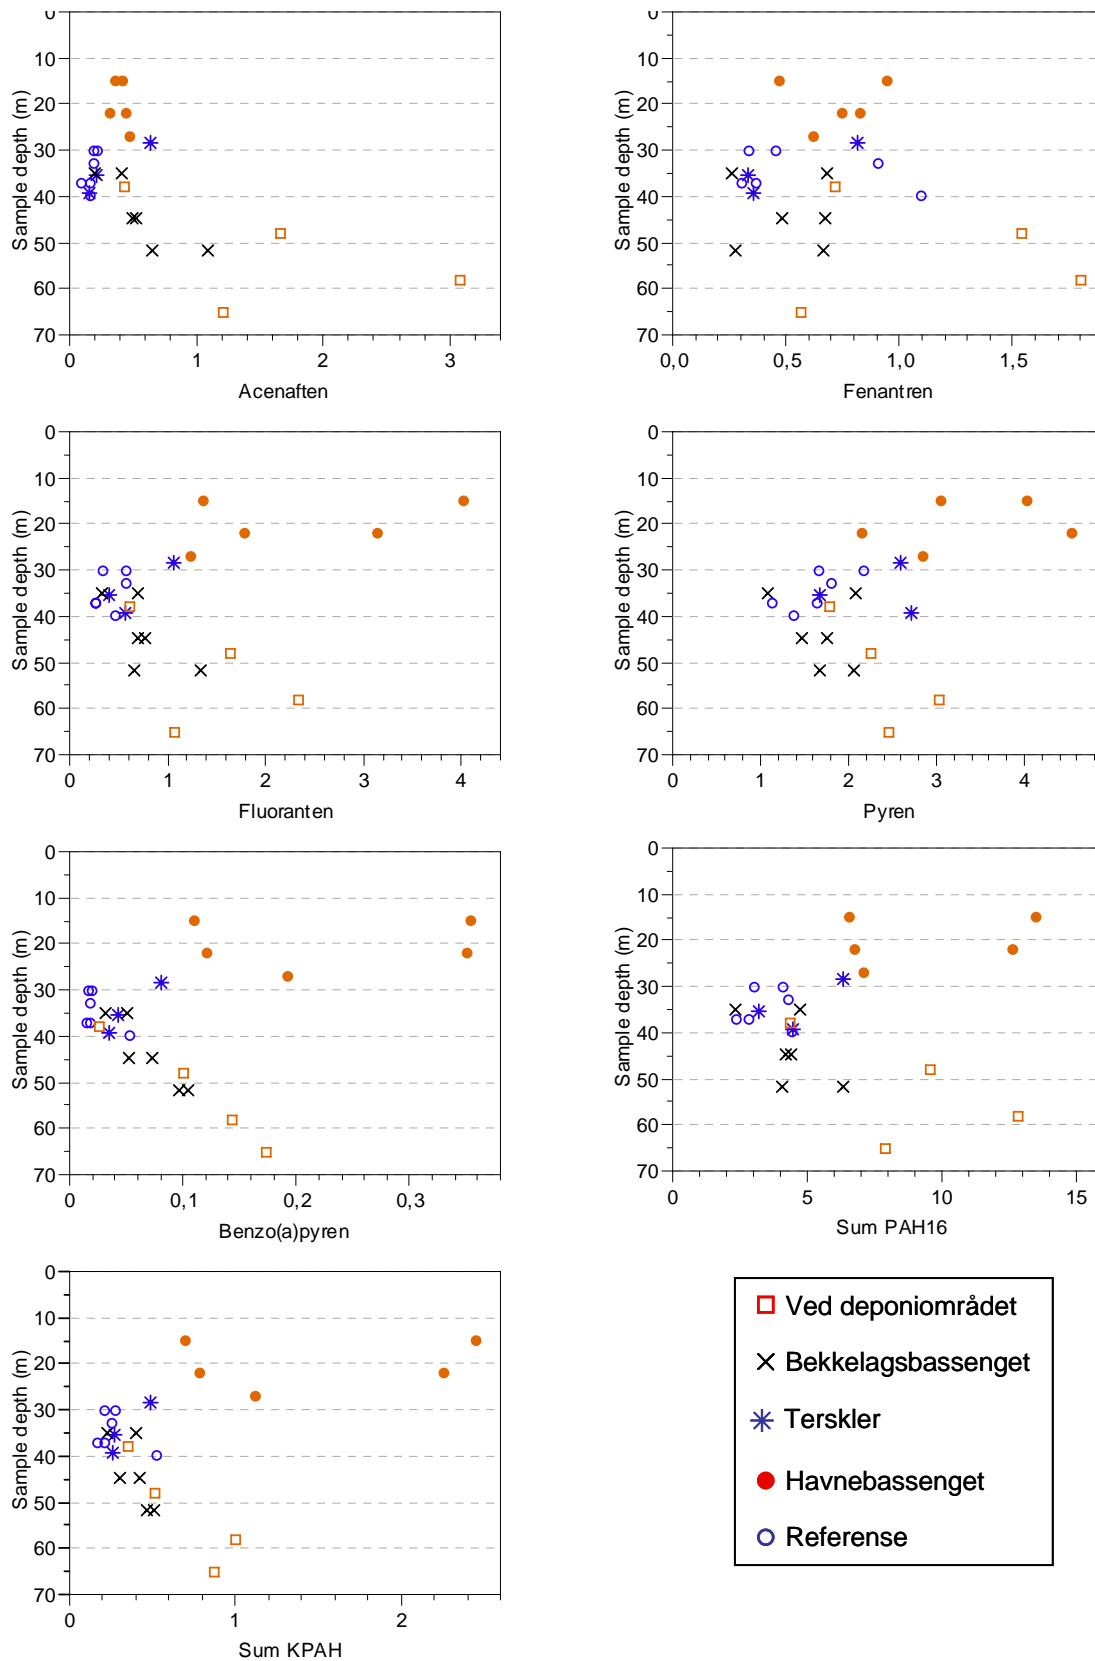 0
10
20
30
40
50
60
70
Sample depth (m)
0 1 2 3
Acenaften
0
10
20
30
40
50
60
70
Sample depth (m)
0,0 0,5 1,0 1,5
Fenantren
0
10
20
30
40
50
60
70
Sample depth (m)
0 1 2 3 4
Fluoranten
0
10
20
30
40
50
60
70
Sample depth (m)
0 1 2 3 4
Pyren
0
10
20
30
40
50
60
70
Sample depth (m)
0 0,1 0,2 0,3
Benzo(a)pyren
0
10
20
30
40
50
60
70
Sample depth (m)
0 5 10 15
Sum PAH16
0
10
20
30
40
50
60
70
Sample depth (m)
0 1 2
Sum KPAH
Ved deponiområdet
Bekkelagsbassenget
Terskler
Havnebassenget
Referense